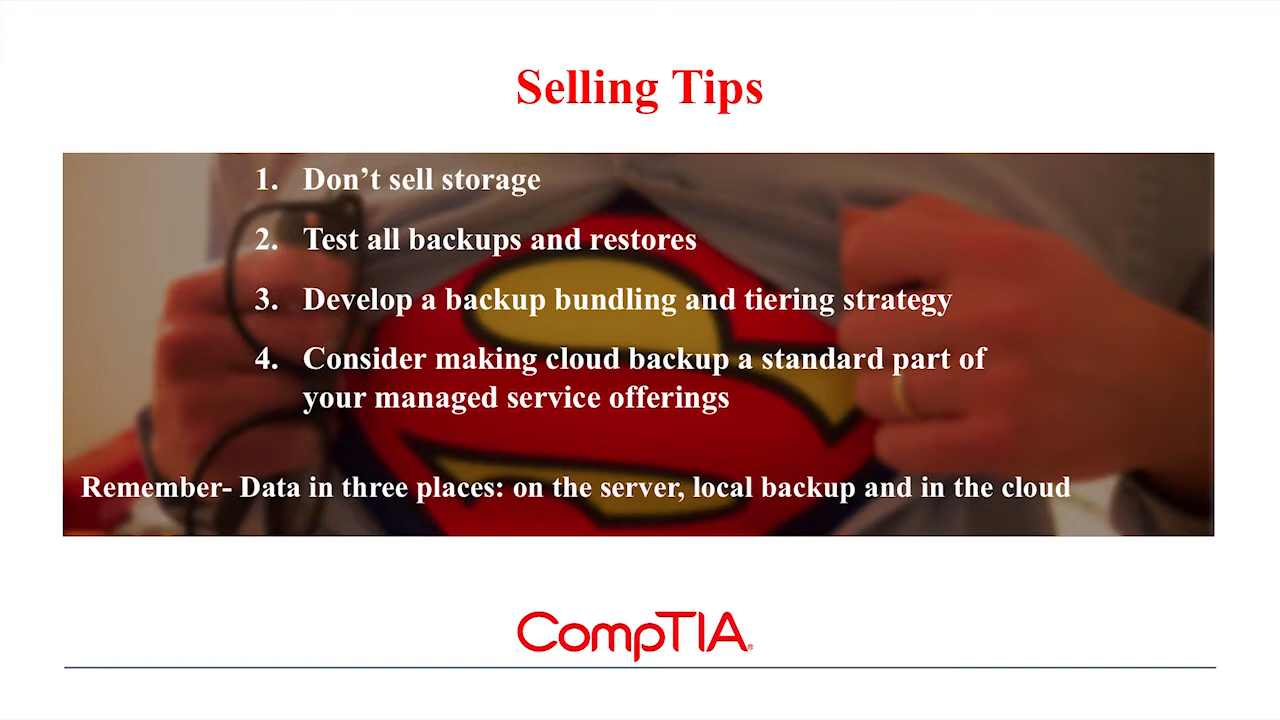 Selling Tips
1. Don’t sell storage
2. Test all backups and restores
3. Develop a backup bundling and tiering strategy
4. Consider making cloud backup a standard part of
your managed service offerings
Remember- Data in three places: on the server, local backup and in the cloud
CompTIA®